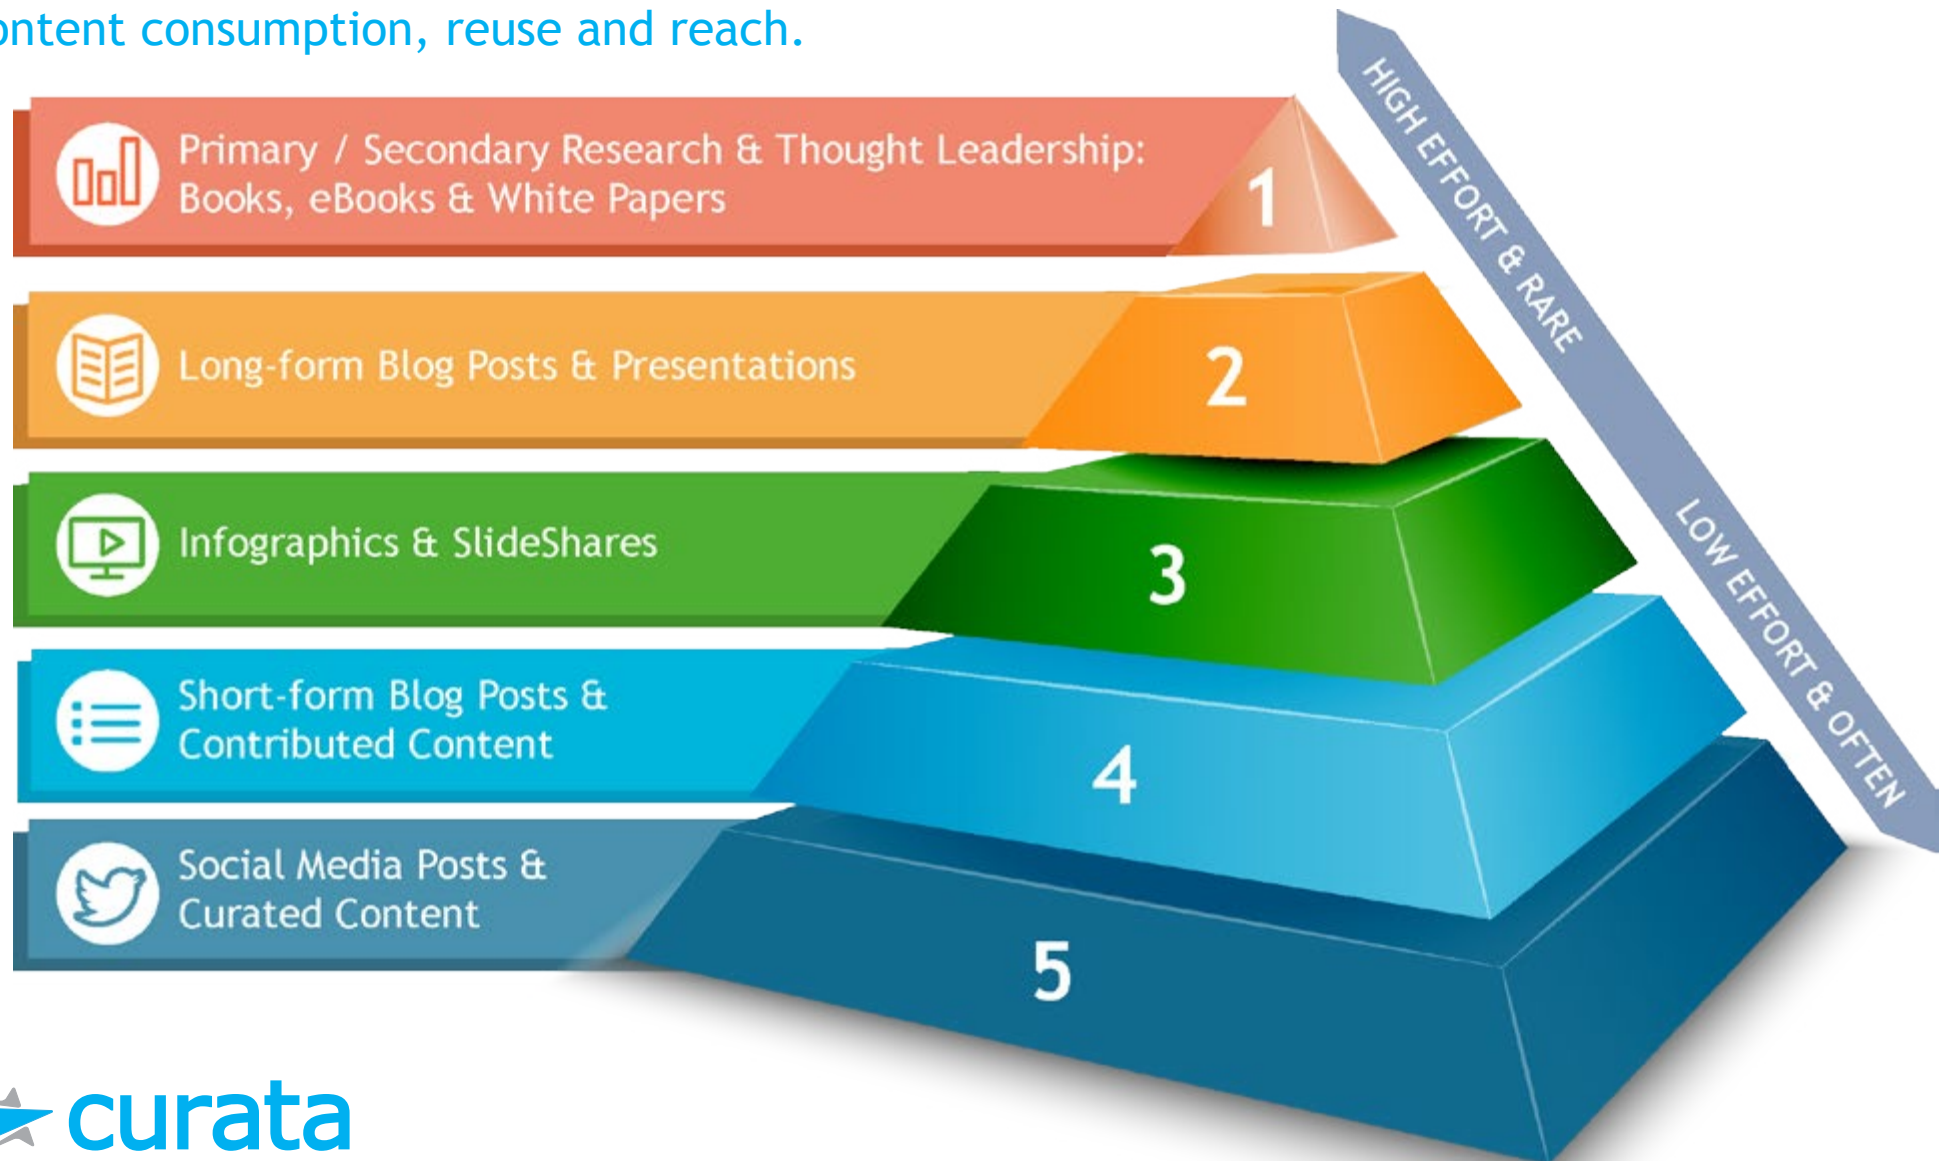 ontent consumption, reuse and reach.
Primary / Secondary Research & Thought Leadership:
Books, eBooks & White Papers
1
HIGH EFFORT & RARE
Long-form Blog Posts & Presentations
2
Infographics & SlideShares
3
LOW EFFORT & OFTEN
Short-form Blog Posts &
Contributed Content
4
Social Media Posts &
Curated Content
5
curata